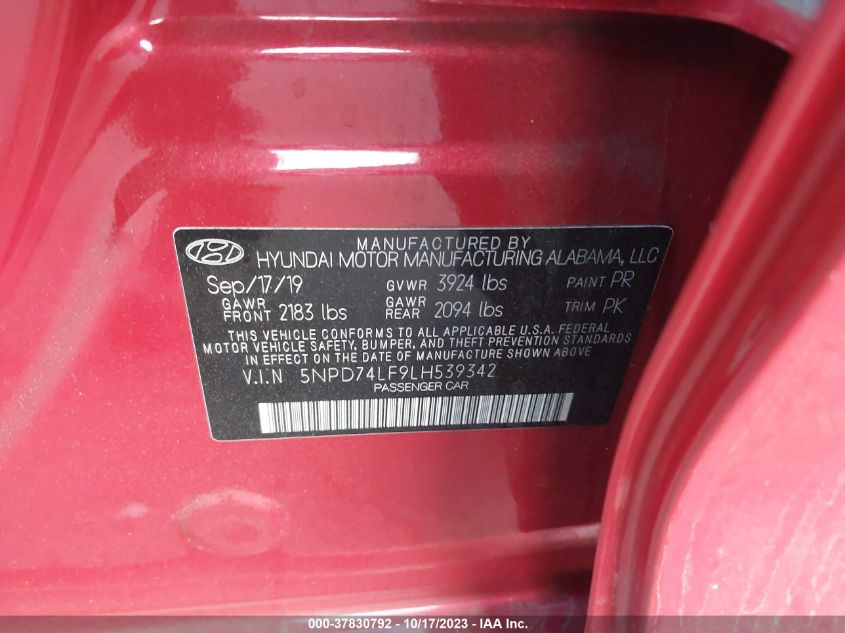 MANUFACTURED BY
HYUNDAI MOTOR MANUFACTURING ALABAMA, LLC
Sep/17/19 GVWR 3924 lbs PAINT PR
GAWR FRONT 2183 lbs GAWR REAR 2094 lbs TRIM PK
THIS VEHICLE CONFORMS TO ALL APPLICABLE U.S.A. FEDERAL
MOTOR VEHICLE SAFETY, BUMPER, AND THEFT PREVENTION STANDARDS
IN EFFECT ON THE DATE OF MANUFACTURE SHOWN ABOVE
V.I.N 5NPD74LF9LH539342
PASSENGER CAR
000-37830792 - 10/17/2023 - © IAA Inc.